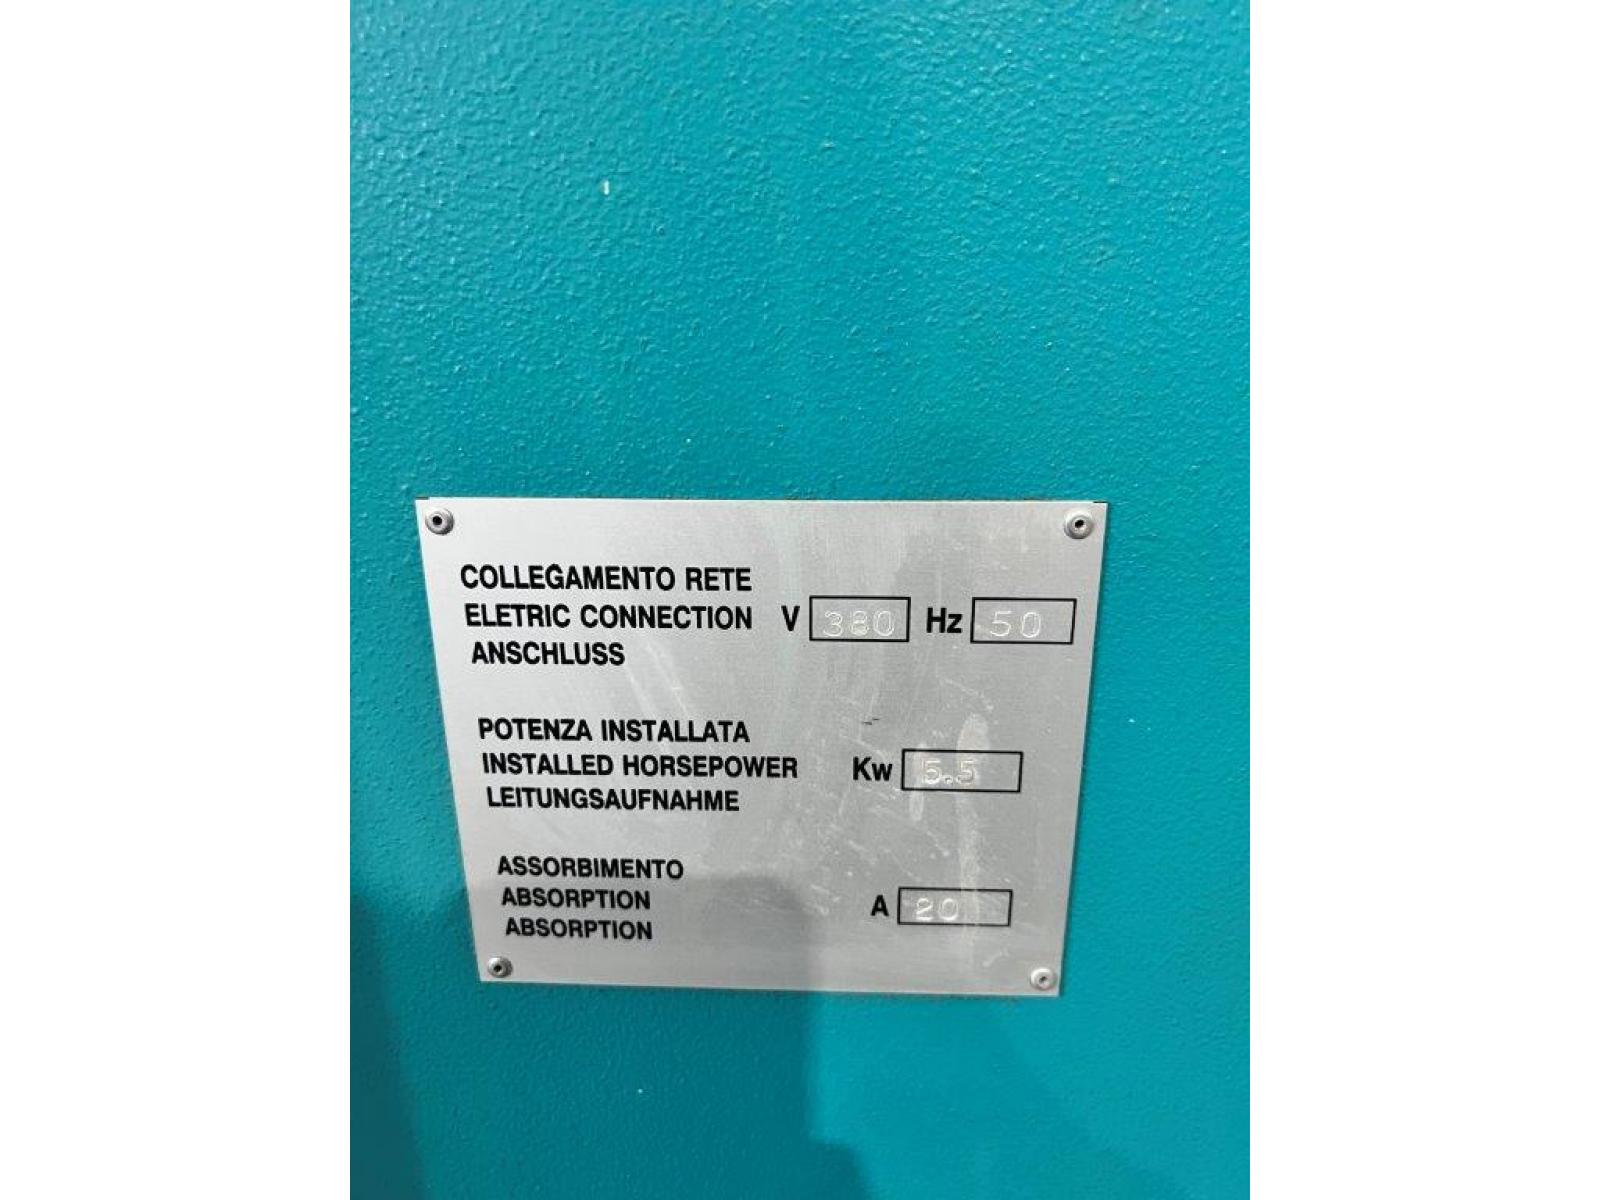 COLLEGAMENTO RETE
ELETRIC CONNECTION V 380 Hz 50
ANSCHLUSS
POTENZA INSTALLATA
INSTALLED HORSEPOWER Kw 5.5
LEITUNGSAUFNAHME
ASSORBIMENTO
ABSORPTION A 20
ABSORPTION